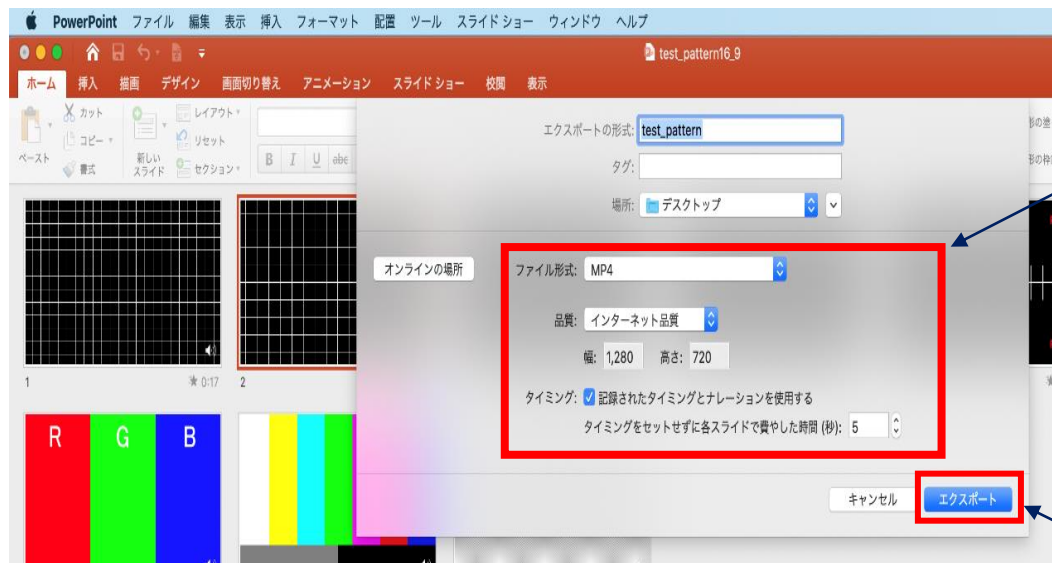 PowerPoint ファイル 編集 表示 挿入 フォーマット 配置 ツール スライドショー ウィンドウ ヘルプ
test_pattern16_9
ホーム 挿入 描画 デザイン 画面切り替え アニメーション スライド ショー 校閲 表示
ペースト
カット
コピー
書式
新しい
スライド
レイアウト
リセット
セクション
B I U abc
エクスポートの形式: test_pattern
タグ:
場所: デスクトップ
オンラインの場所
ファイル形式: MP4
品質: インターネット品質
幅: 1,280 高さ: 720
タイミング: 記録されたタイミングとナレーションを使用する
タイミングをセットせずに各スライドで費やした時間 (秒): 5
キャンセル エクスポート
1 0:17 2
R G B